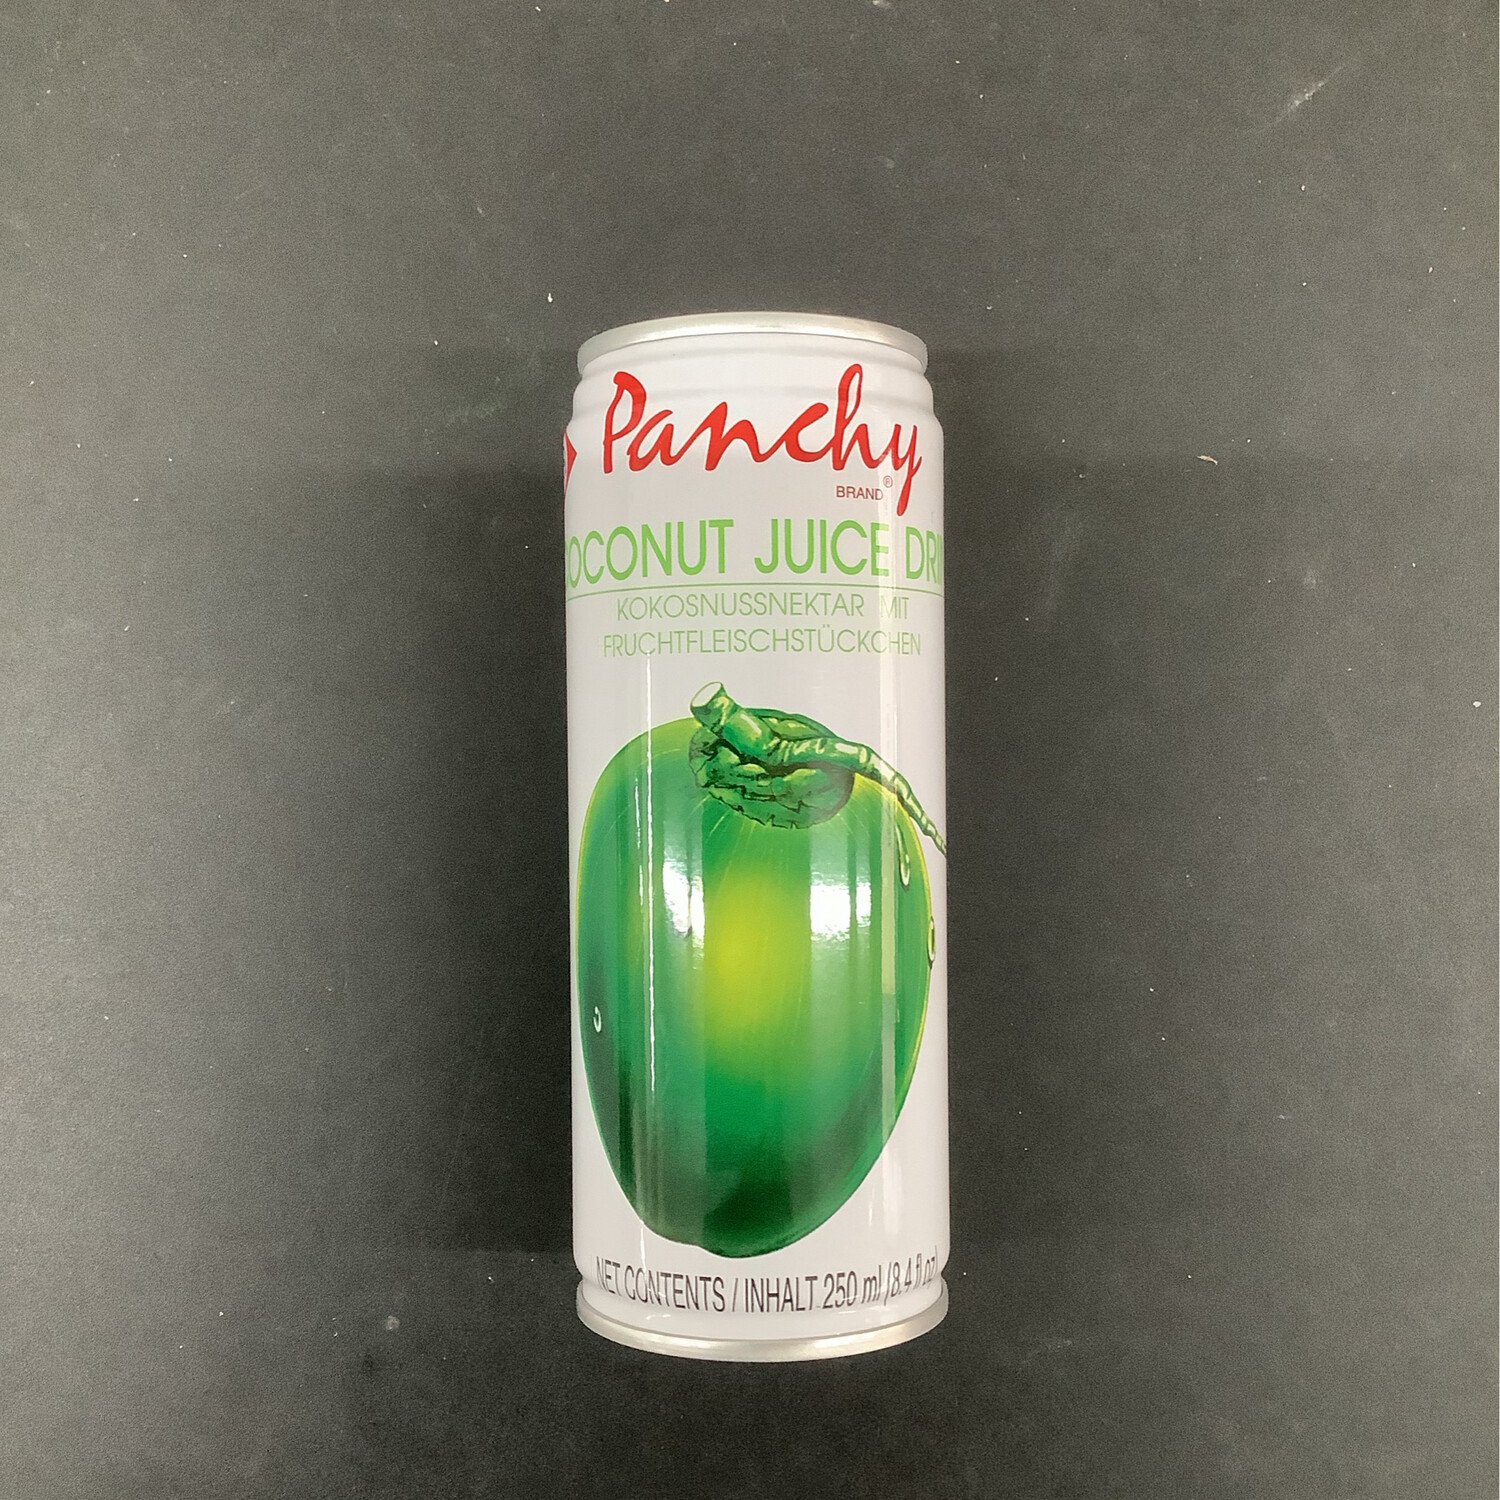 Panchy
BRAND®
OCONUT JUICE DRI
KOKOSNUSSNEKTAR MIT
FRUCHTFLEISCHSTÜCKCHEN
NET CONTENTS / INHALT 250 ml (8.4 fl oz)